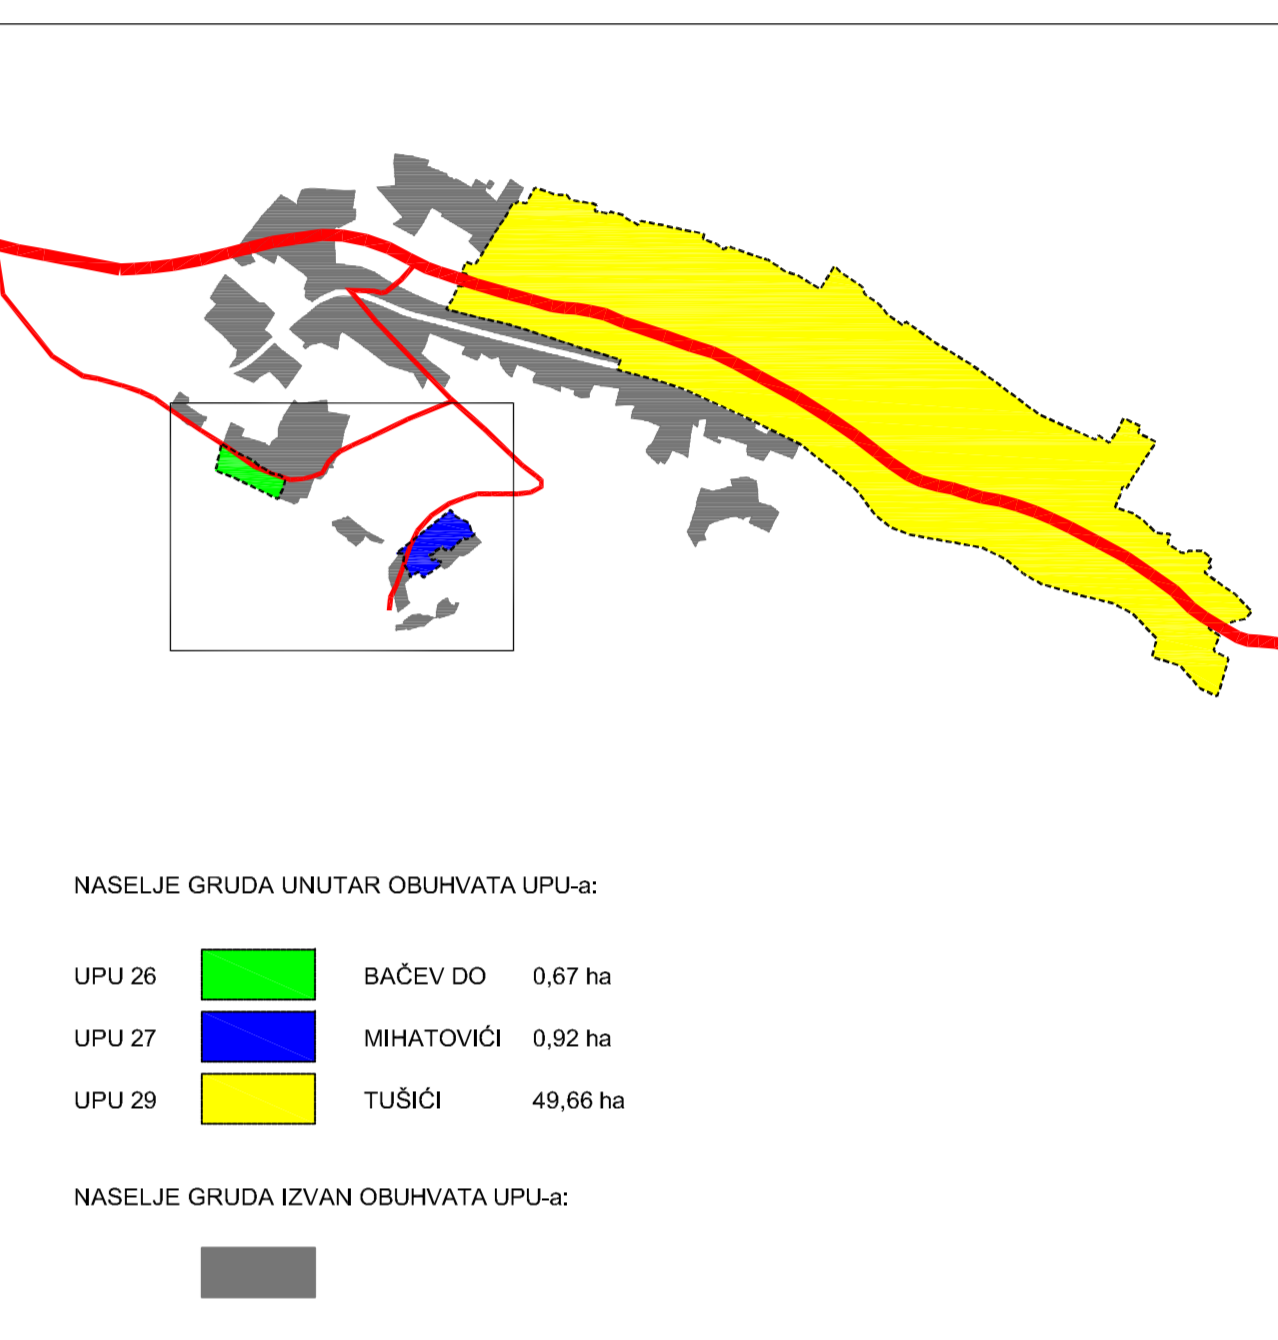 NASELJE GRUDA UNUTAR OBUHVATA UPU-a:
UPU 26 BAČEV DO 0,67 ha
UPU 27 MIHATOVIĆI 0,92 ha
UPU 29 TUŠIĆI 49,66 ha
NASELJE GRUDA IZVAN OBUHVATA UPU-a: